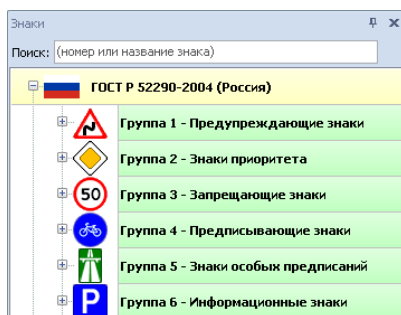 Знаки
Поиск: (номер или название знака)
ГОСТ Р 52290-2004 (Россия)
Группа 1 - Предупреждающие знаки
Группа 2 - Знаки приоритета
50 Группа 3 - Запрещающие знаки
Группа 4 - Предписывающие знаки
Группа 5 - Знаки особых предписаний
P Группа 6 - Информационные знаки